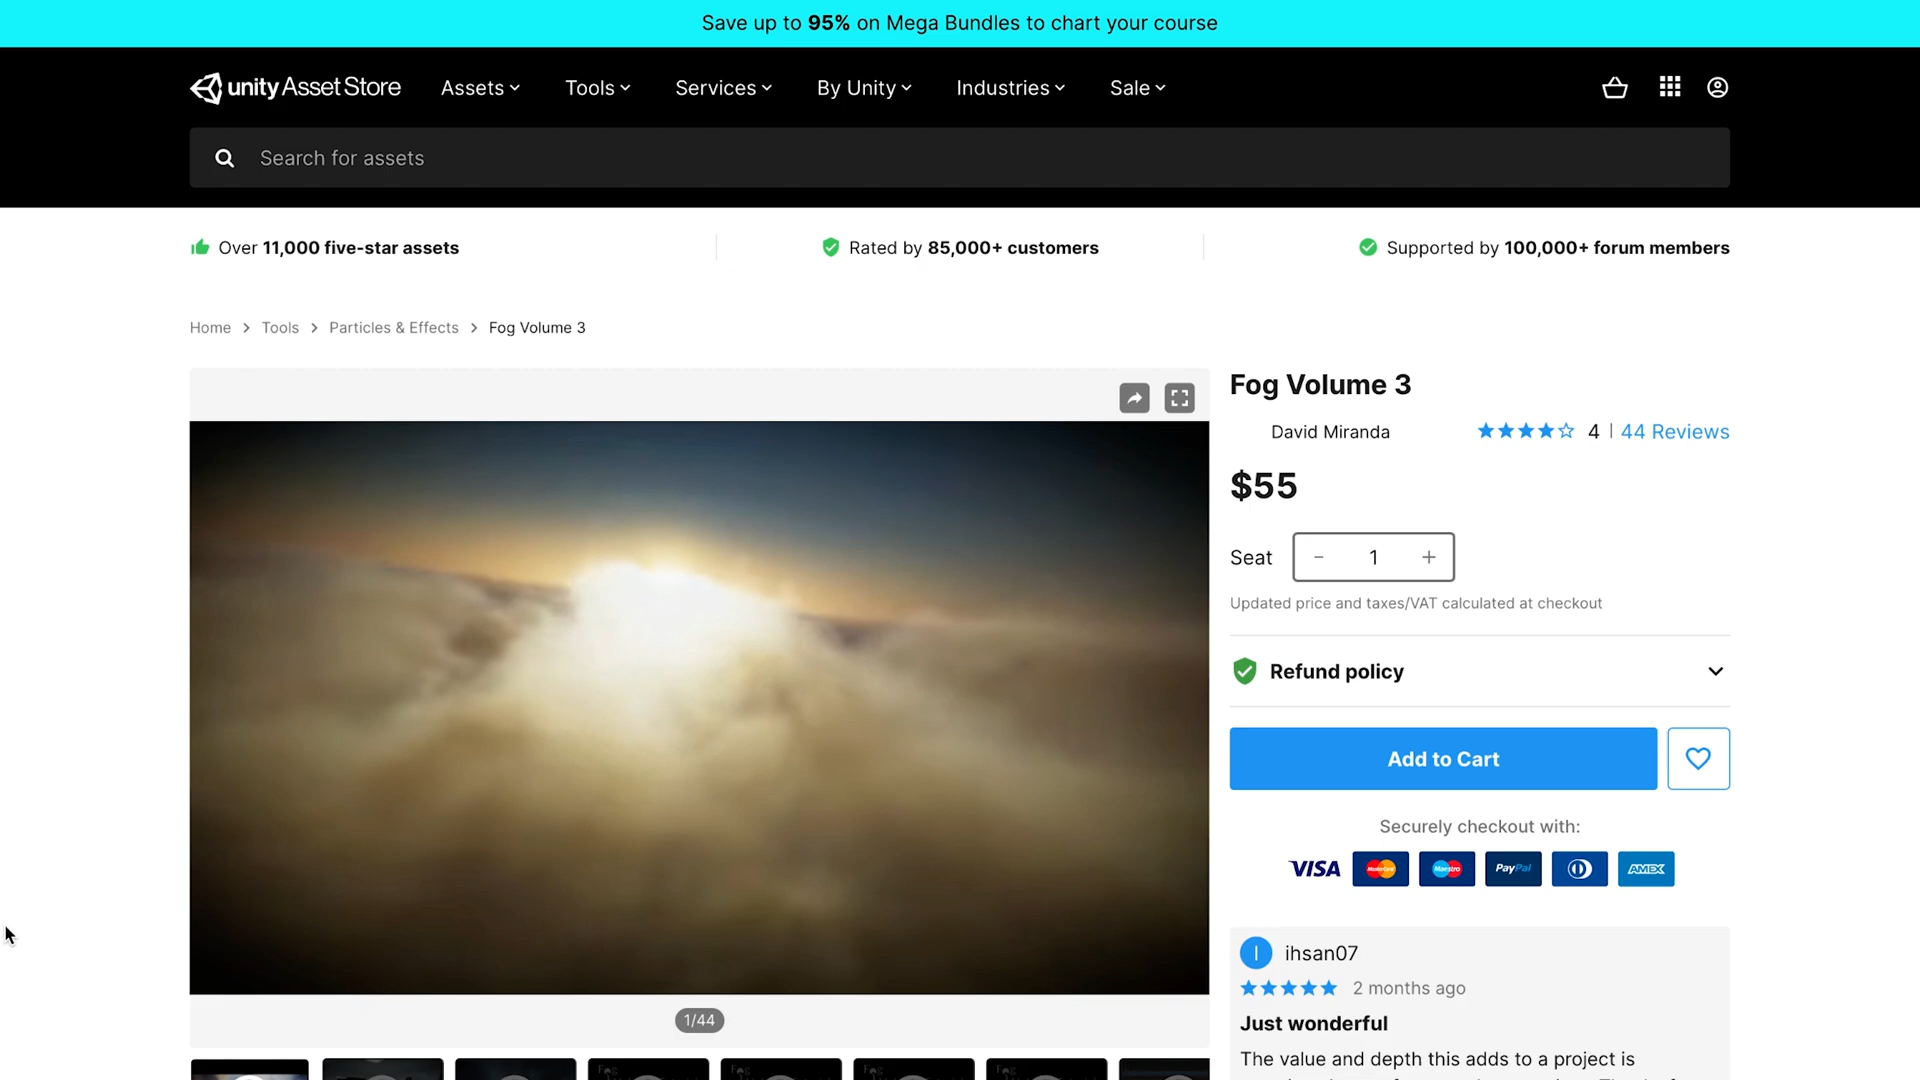 Save up to 95% on Mega Bundles to chart your course
unity Asset Store
Assets
Tools
Services
By Unity
Industries
Sale
Search for assets
Over 11,000 five-star assets
Rated by 85,000+ customers
Supported by 100,000+ forum members
Home > Tools > Particles & Effects > Fog Volume 3
Fog Volume 3
David Miranda
4 | 44 Reviews
$55
Seat - 1 +
Updated price and taxes/VAT calculated at checkout
Refund policy
Add to Cart
Securely checkout with:
VISA MasterCard Maestro PayPal AMEX
1/44
I ihsan07
2 months ago
Just wonderful
The value and depth this adds to a project is